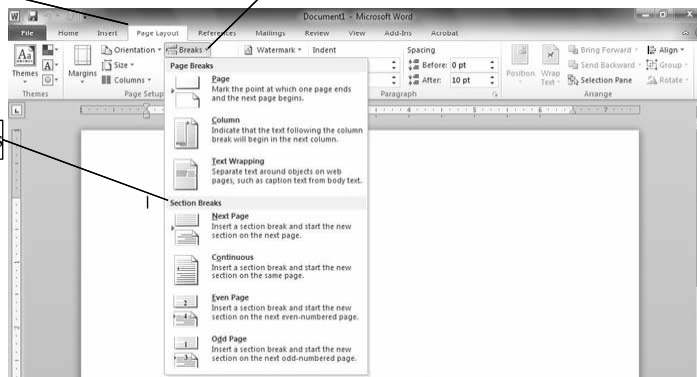 Document1 - Microsoft Word
File Home Insert Page Layout References Mailings Review View Add-Ins Acrobat
Orientation Breaks Watermark Indent Spacing Bring Forward Align
Themes Margins Size Before: 0 pt Position Wrap Text Send Backward Group
Columns After: 10 pt Selection Pane Rotate
Themes Page Setup Paragraph Arrange
Page Breaks
Page
Mark the point at which one page ends
and the next page begins.
Column
Indicate that the text following the column
break will begin in the next column.
Text Wrapping
Separate text around objects on web
pages, such as caption text from body text.
Section Breaks
Next Page
Insert a section break and start the new
section on the next page.
Continuous
Insert a section break and start the new
section on the same page.
Even Page
Insert a section break and start the new
section on the next even-numbered page.
Odd Page
Insert a section break and start the new
section on the next odd-numbered page.